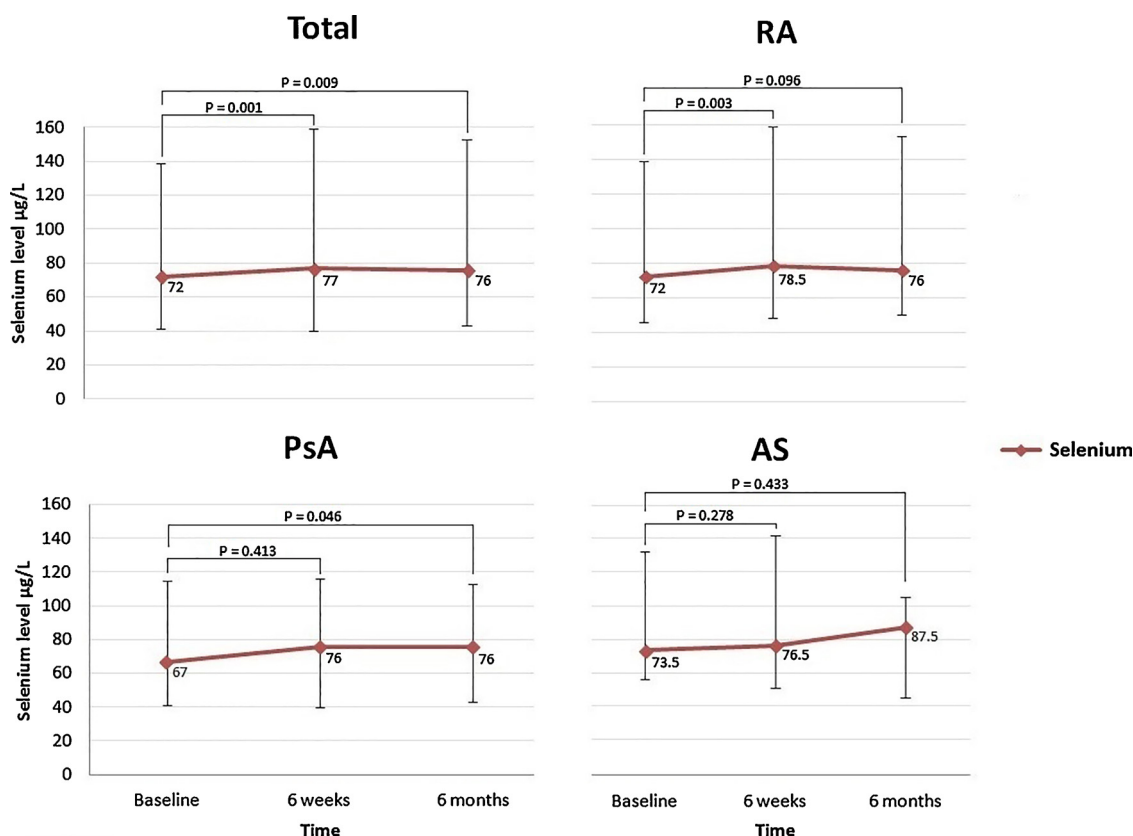 Total
P = 0.009
P = 0.001
Selenium level µg/L
160
140
120
100
80
60
40
20
0
72
77
76
RA
P = 0.096
P = 0.003
72
78.5
76
PsA
P = 0.046
P = 0.413
Selenium level µg/L
160
140
120
100
80
60
40
20
0
67
76
76
Baseline
6 weeks
6 months
Time
AS
P = 0.433
P = 0.278
73.5
76.5
87.5
Baseline
6 weeks
6 months
Time
Selenium